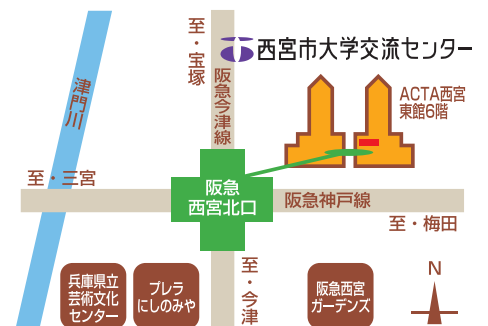 至・宝塚
西宮市大学交流センター
津門川
阪急今津線
ACTA西宮
東館6階
至・三宮
阪急
西宮北口
阪急神戸線
至・梅田
兵庫県立
芸術文化
センター
プレラ
にしのみや
至・今津
阪急西宮
ガーデンズ
N